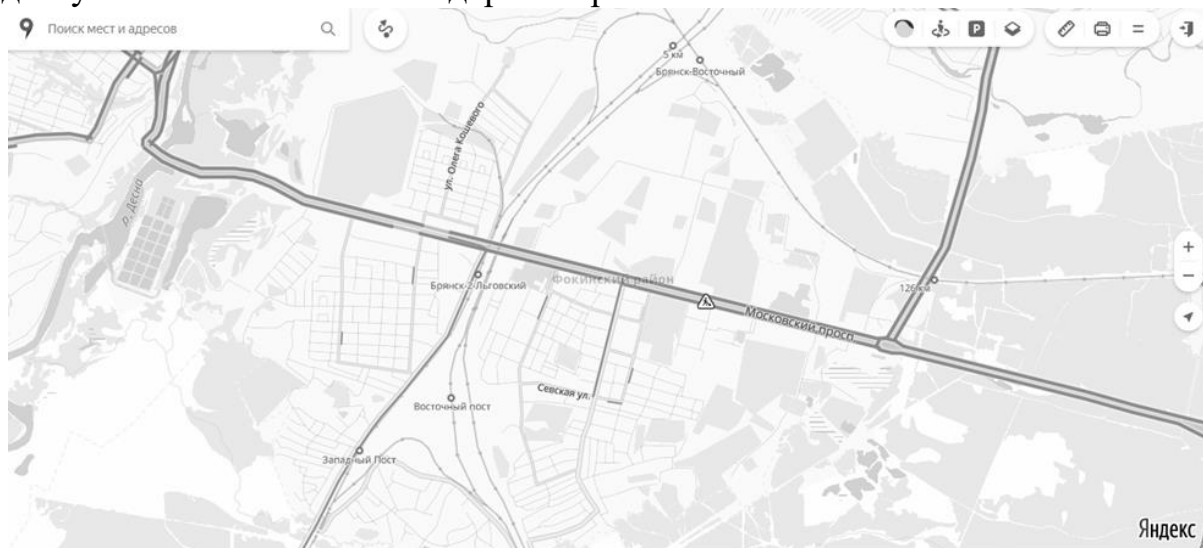 Поиск мест и адресов
5 км
Брянск-Восточный
ул. Олега Кошевого
р. Десна
Брянск-2-Льговский
Фокинский район
126 км
Московский просп
Севская ул.
Восточный пост
Западный Пост
Яндекс